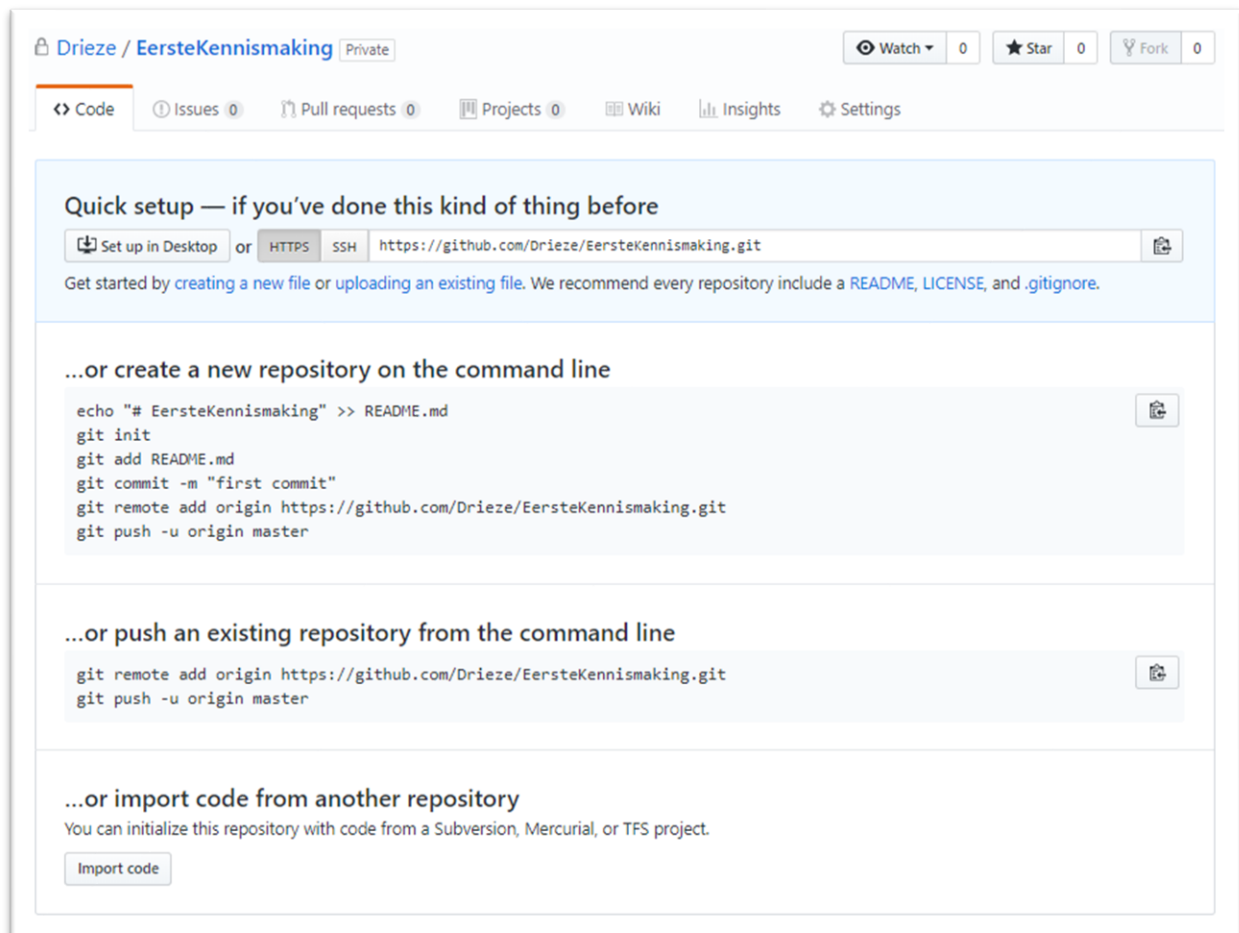 Drieze / EersteKennismaking Private Watch 0 Star 0 Fork 0
Code Issues 0 Pull requests 0 Projects 0 Wiki Insights Settings
Quick setup — if you’ve done this kind of thing before
Set up in Desktop or HTTPS SSH https://github.com/Drieze/EersteKennismaking.git
Get started by creating a new file or uploading an existing file. We recommend every repository include a README, LICENSE, and .gitignore.
…or create a new repository on the command line
echo "# EersteKennismaking" >> README.md
git init
git add README.md
git commit -m "first commit"
git remote add origin https://github.com/Drieze/EersteKennismaking.git
git push -u origin master
…or push an existing repository from the command line
git remote add origin https://github.com/Drieze/EersteKennismaking.git
git push -u origin master
…or import code from another repository
You can initialize this repository with code from a Subversion, Mercurial, or TFS project.
Import code